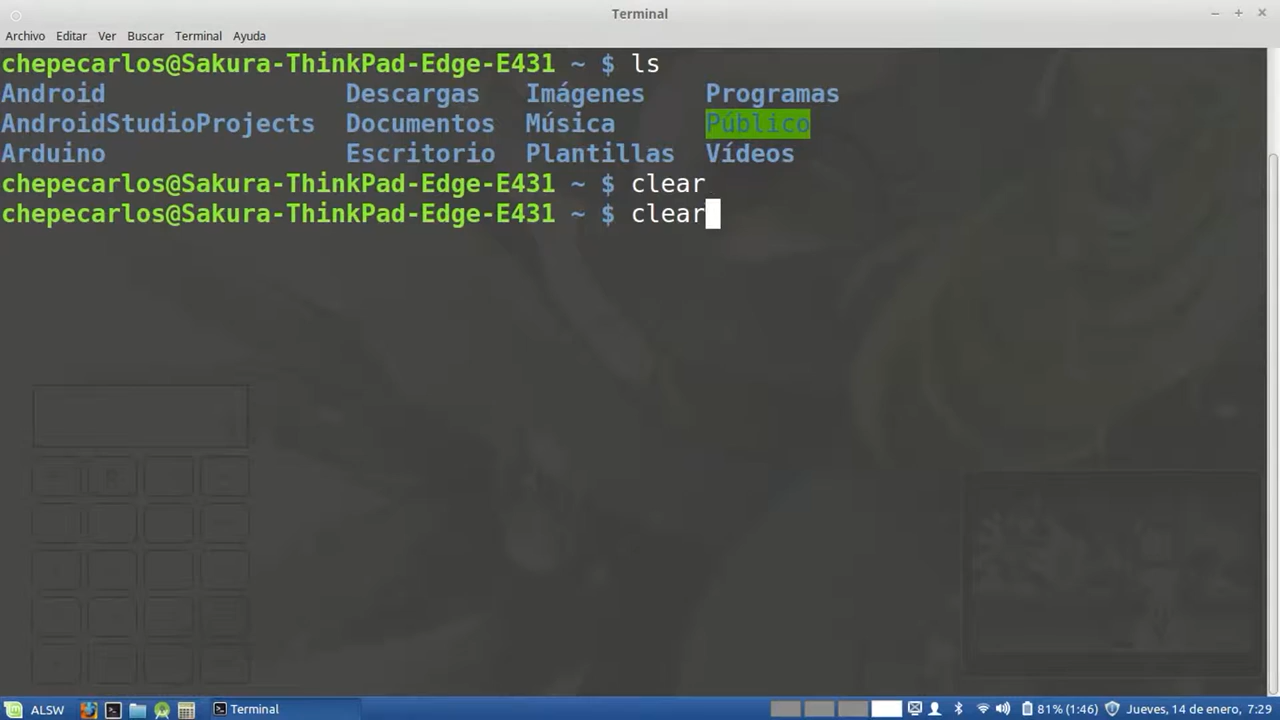 Terminal
Archivo Editar Ver Buscar Terminal Ayuda
chepecarlos@Sakura-ThinkPad-Edge-E431 ~ $ ls
Android Descargas Imágenes Programas
AndroidStudioProjects Documentos Música Público
Arduino Escritorio Plantillas Vídeos
chepecarlos@Sakura-ThinkPad-Edge-E431 ~ $ clear
chepecarlos@Sakura-ThinkPad-Edge-E431 ~ $ clear
ALSW Terminal 81% (1:46) Jueves, 14 de enero, 7:29